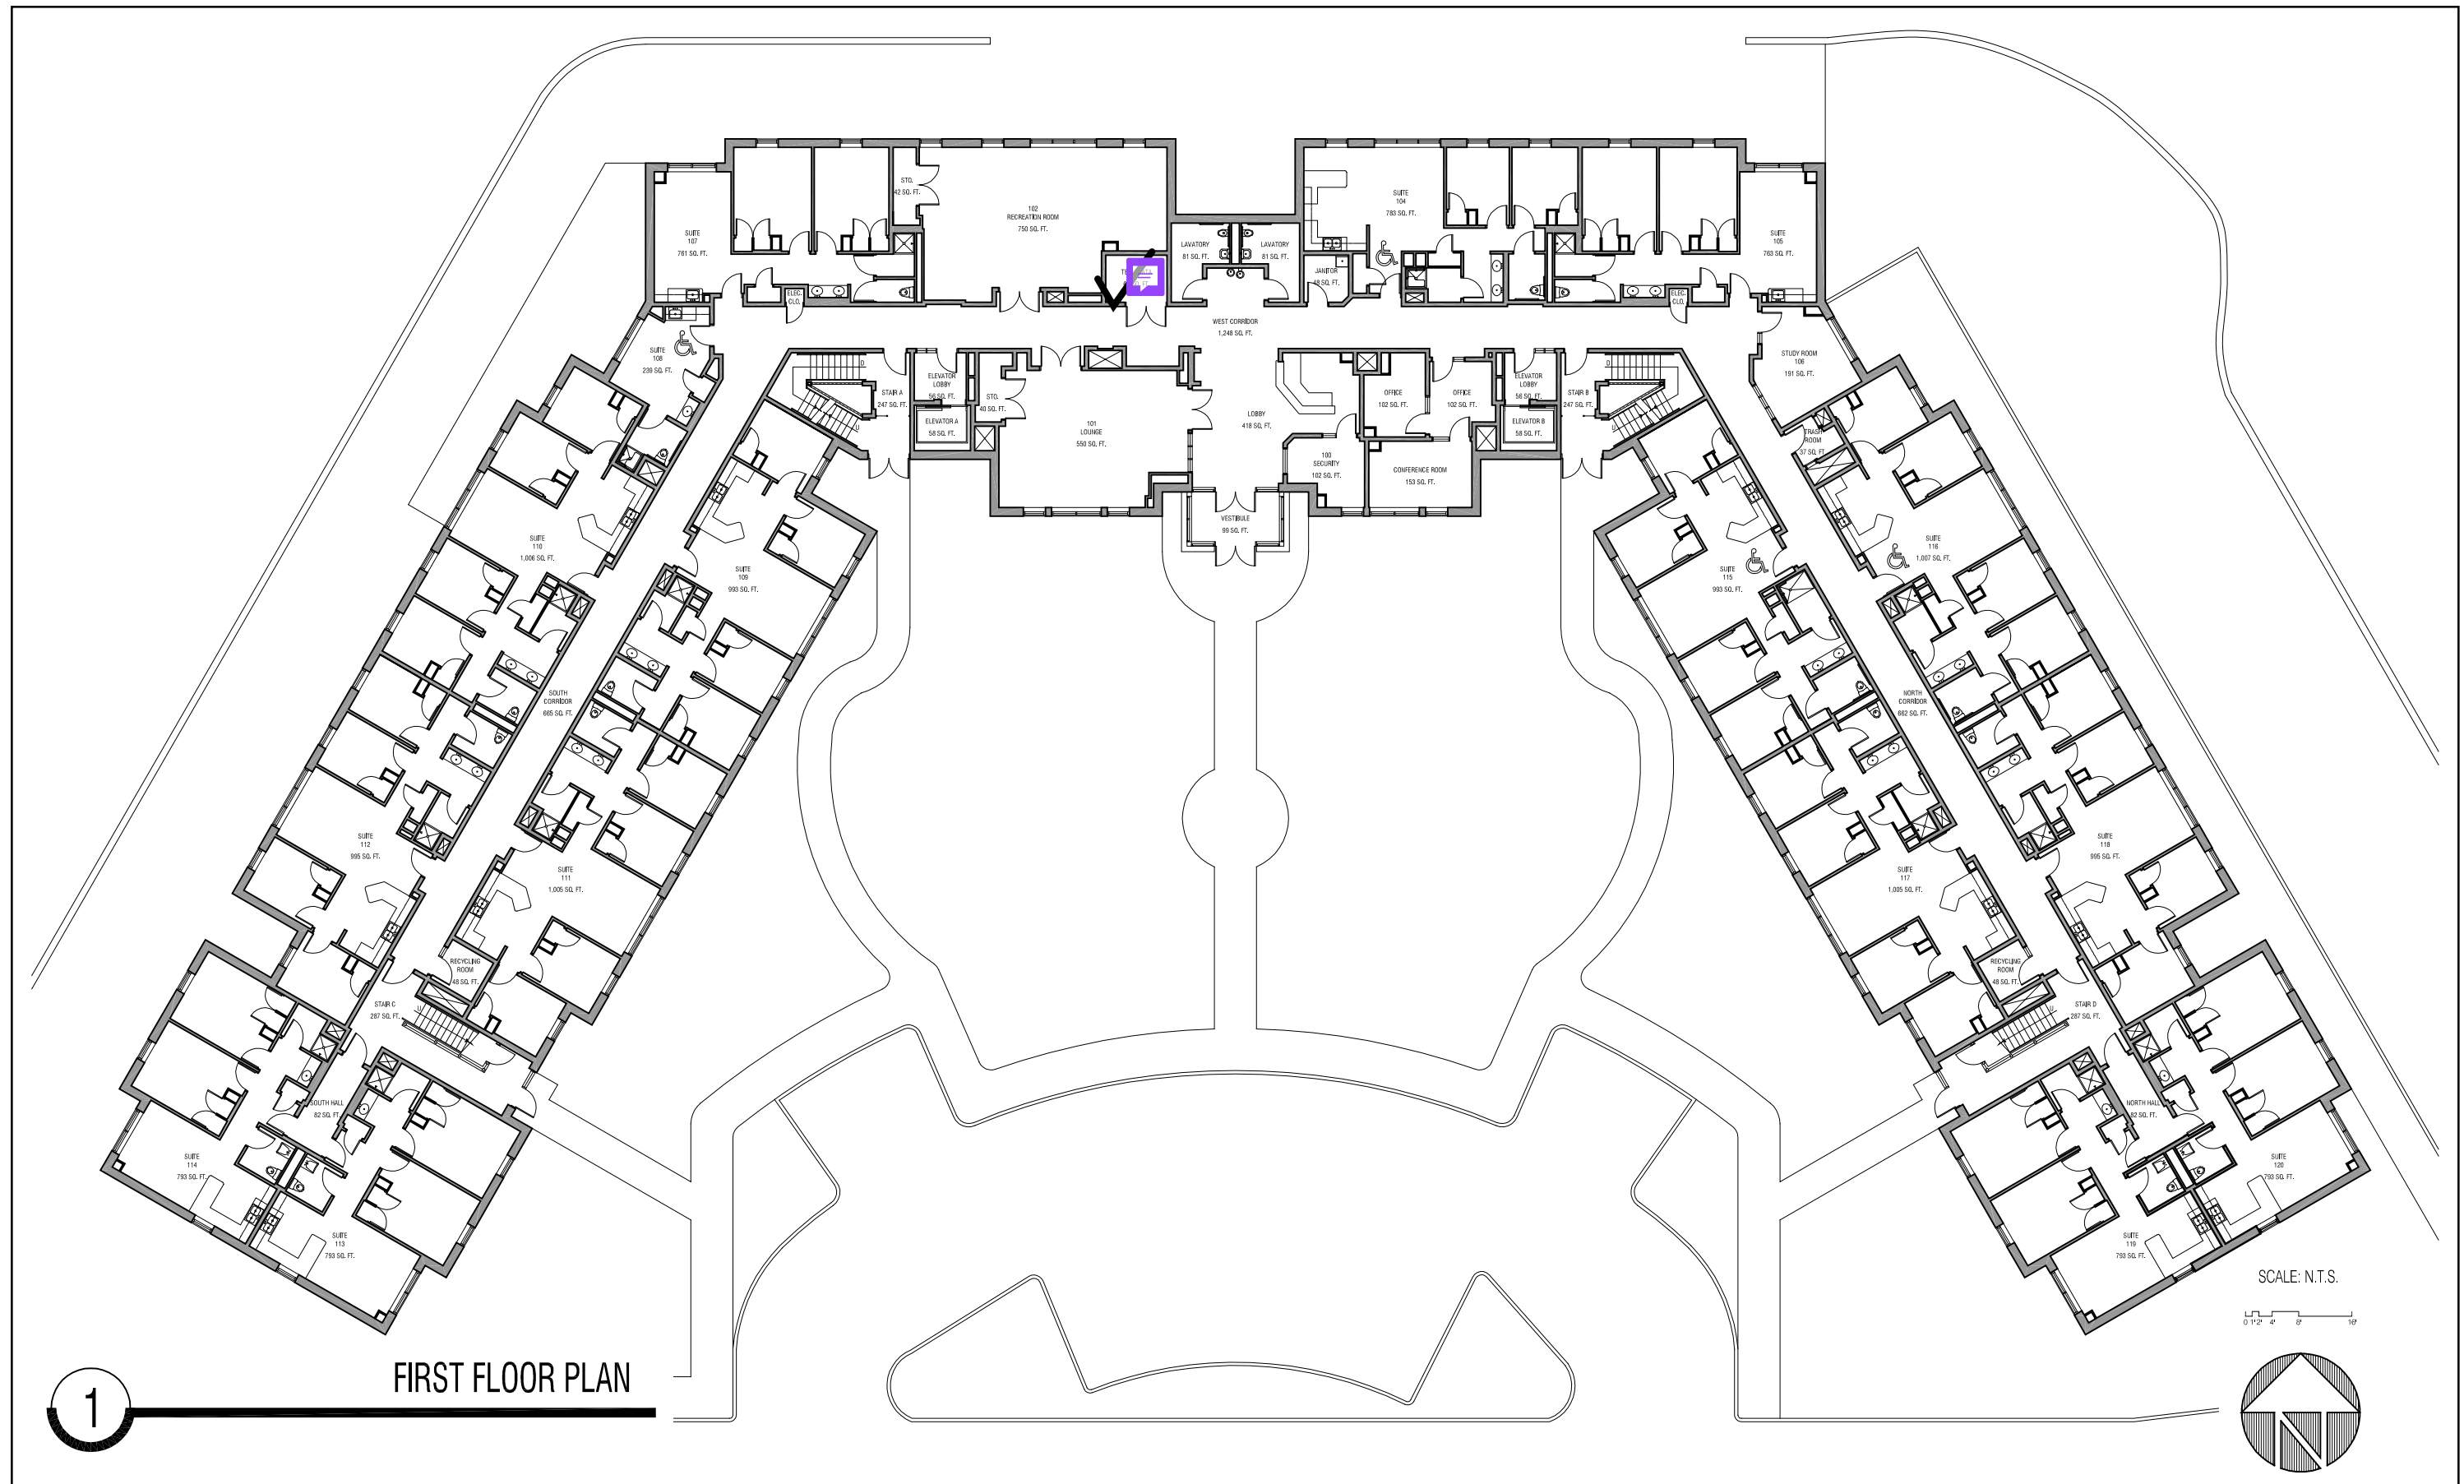 STO.
42 SQ. FT.
102
RECREATION ROOM
750 SQ. FT.
SUITE
104
783 SQ. FT.
SUITE
107
761 SQ. FT.
LAVATORY
81 SQ. FT.
LAVATORY
81 SQ. FT.
JANITOR
48 SQ. FT.
SUITE
105
763 SQ. FT.
ELEC.
CLO.
ELEC.
CLO.
WEST CORRIDOR
1,248 SQ. FT.
SUITE
108
239 SQ. FT.
D
U
STAIR A
247 SQ. FT.
ELEVATOR
LOBBY
56 SQ. FT.
ELEVATOR A
58 SQ. FT.
STO.
40 SQ. FT.
101
LOUNGE
550 SQ. FT.
LOBBY
418 SQ. FT.
OFFICE
102 SQ. FT.
OFFICE
102 SQ. FT.
ELEVATOR
LOBBY
56 SQ. FT.
ELEVATOR B
58 SQ. FT.
STAIR B
247 SQ. FT.
D
U
STUDY ROOM
106
191 SQ. FT.
TRASH
ROOM
37 SQ. FT.
100
SECURITY
102 SQ. FT.
CONFERENCE ROOM
153 SQ. FT.
VESTIBULE
99 SQ. FT.
SUITE
110
1,006 SQ. FT.
SUITE
109
993 SQ. FT.
SUITE
115
993 SQ. FT.
SUITE
116
1,007 SQ. FT.
SOUTH
CORRIDOR
665 SQ. FT.
NORTH
CORRIDOR
662 SQ. FT.
SUITE
112
995 SQ. FT.
SUITE
111
1,005 SQ. FT.
SUITE
117
1,005 SQ. FT.
SUITE
118
995 SQ. FT.
RECYCLING
ROOM
48 SQ. FT.
RECYCLING
ROOM
48 SQ. FT.
STAIR C
287 SQ. FT.
U
STAIR D
287 SQ. FT.
U
SOUTH HALL
82 SQ. FT.
NORTH HALL
82 SQ. FT.
SUITE
114
793 SQ. FT.
SUITE
113
793 SQ. FT.
SUITE
120
793 SQ. FT.
SUITE
119
793 SQ. FT.
SCALE: N.T.S.
0 1' 2' 4' 8' 16'
1
FIRST FLOOR PLAN
N